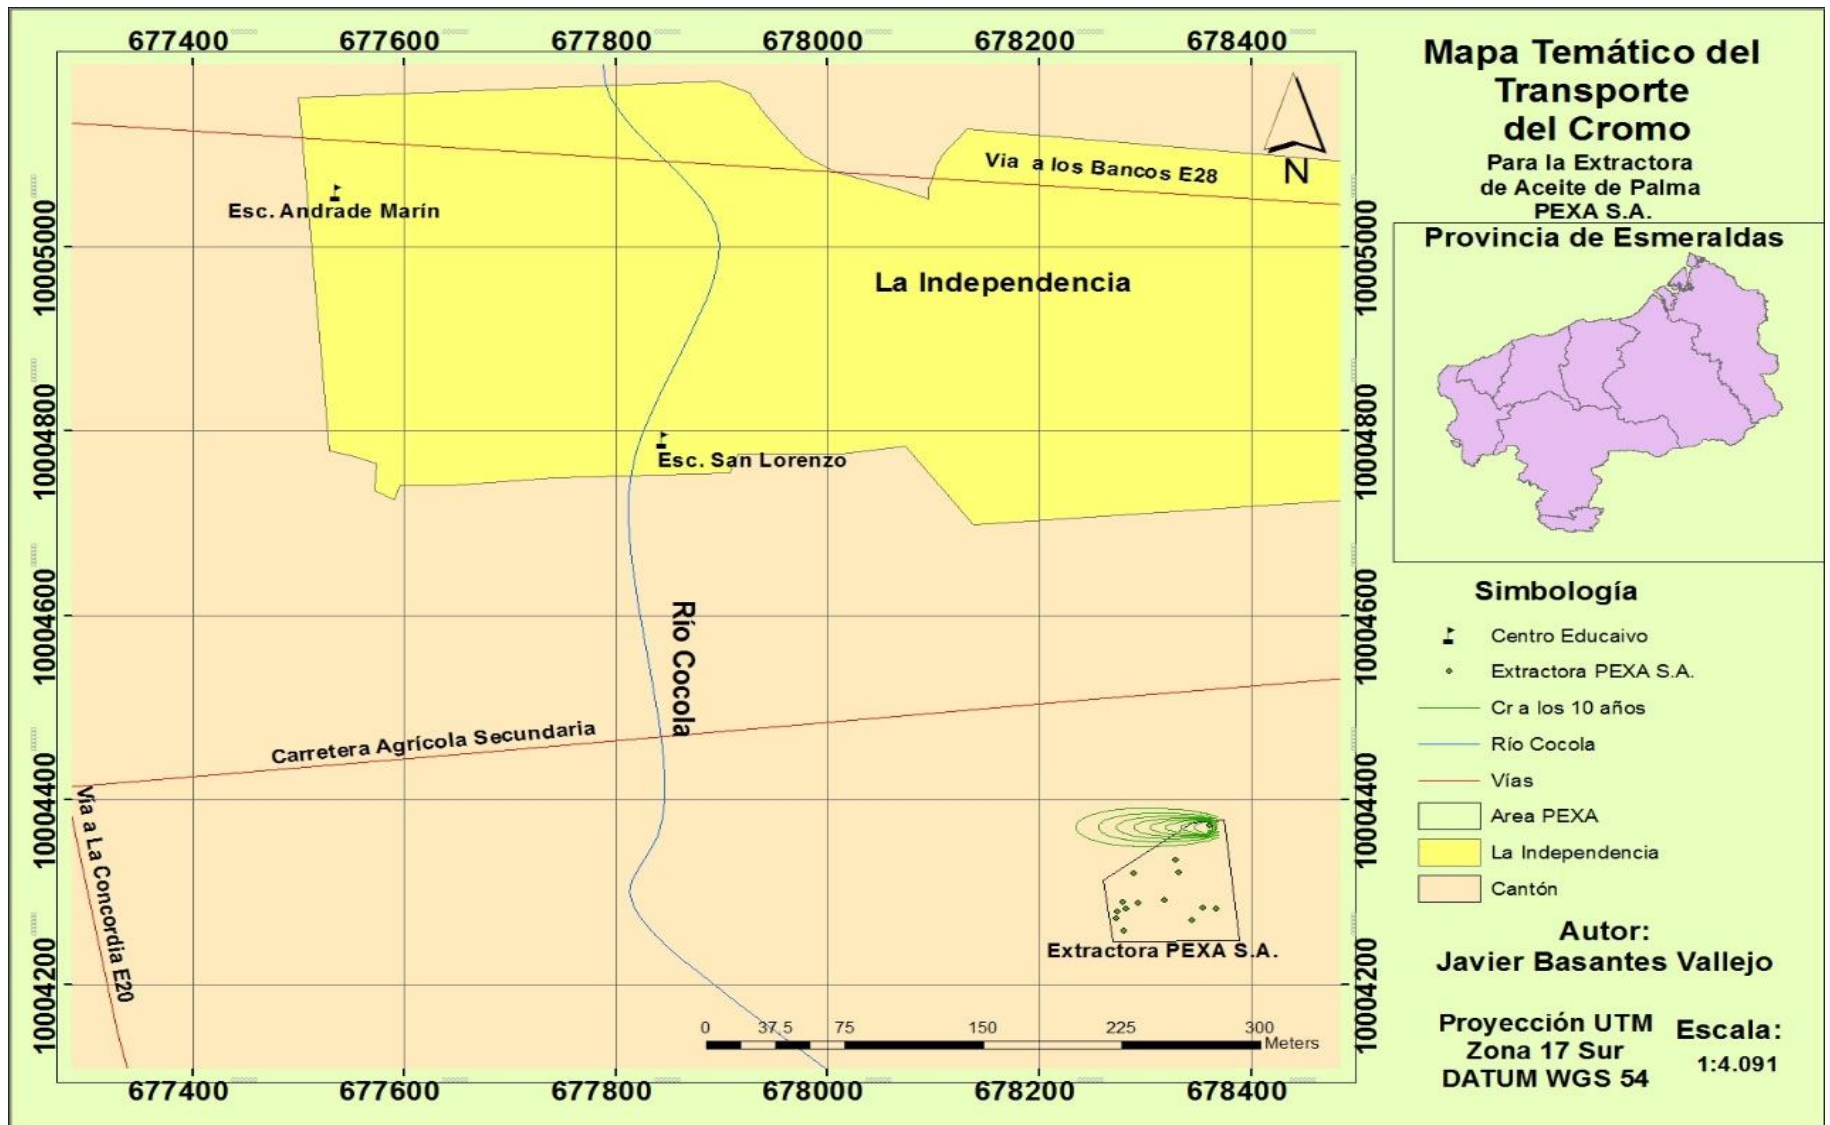 677400 677600 677800 678000 678200 678400
Mapa Temático del
Transporte
del Cromo
Para la Extractora
de Aceite de Palma
PEXA S.A.
Provincia de Esmeraldas
N
Via a los Bancos E28
Esc. Andrade Marín
La Independencia
Esc. San Lorenzo
Río Cocola
Carretera Agrícola Secundaria
Vía a La Concordia E20
Extractora PEXA S.A.
10005000
10004800
10004600
10004400
10004200
10005000
10004800
10004600
10004400
10004200
0 37.5 75 150 225 300
Meters
677400 677600 677800 678000 678200 678400
Simbología
Centro Educaivo
Extractora PEXA S.A.
Cr a los 10 años
Río Cocola
Vías
Area PEXA
La Independencia
Cantón
Autor:
Javier Basantes Vallejo
Proyección UTM
Zona 17 Sur
DATUM WGS 54
Escala:
1:4.091